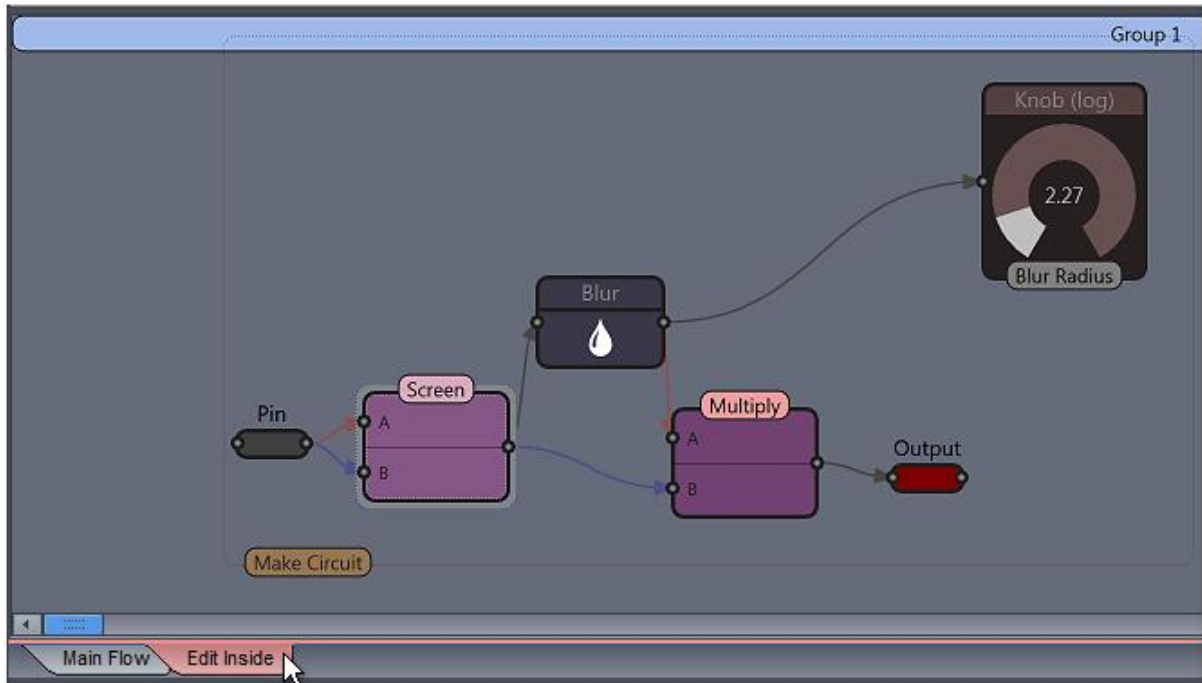 Group 1
Knob (log)
2.27
Blur Radius
Blur
Screen
A
B
Pin
Multiply
A
B
Output
Make Circuit
Main Flow
Edit Inside